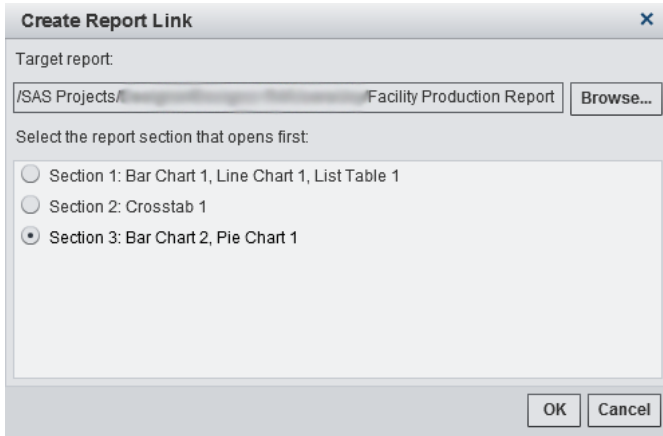 Create Report Link
Target report:
/SAS Projects/ /Facility Production Report Browse...
Select the report section that opens first:
Section 1: Bar Chart 1, Line Chart 1, List Table 1
Section 2: Crosstab 1
Section 3: Bar Chart 2, Pie Chart 1
OK Cancel